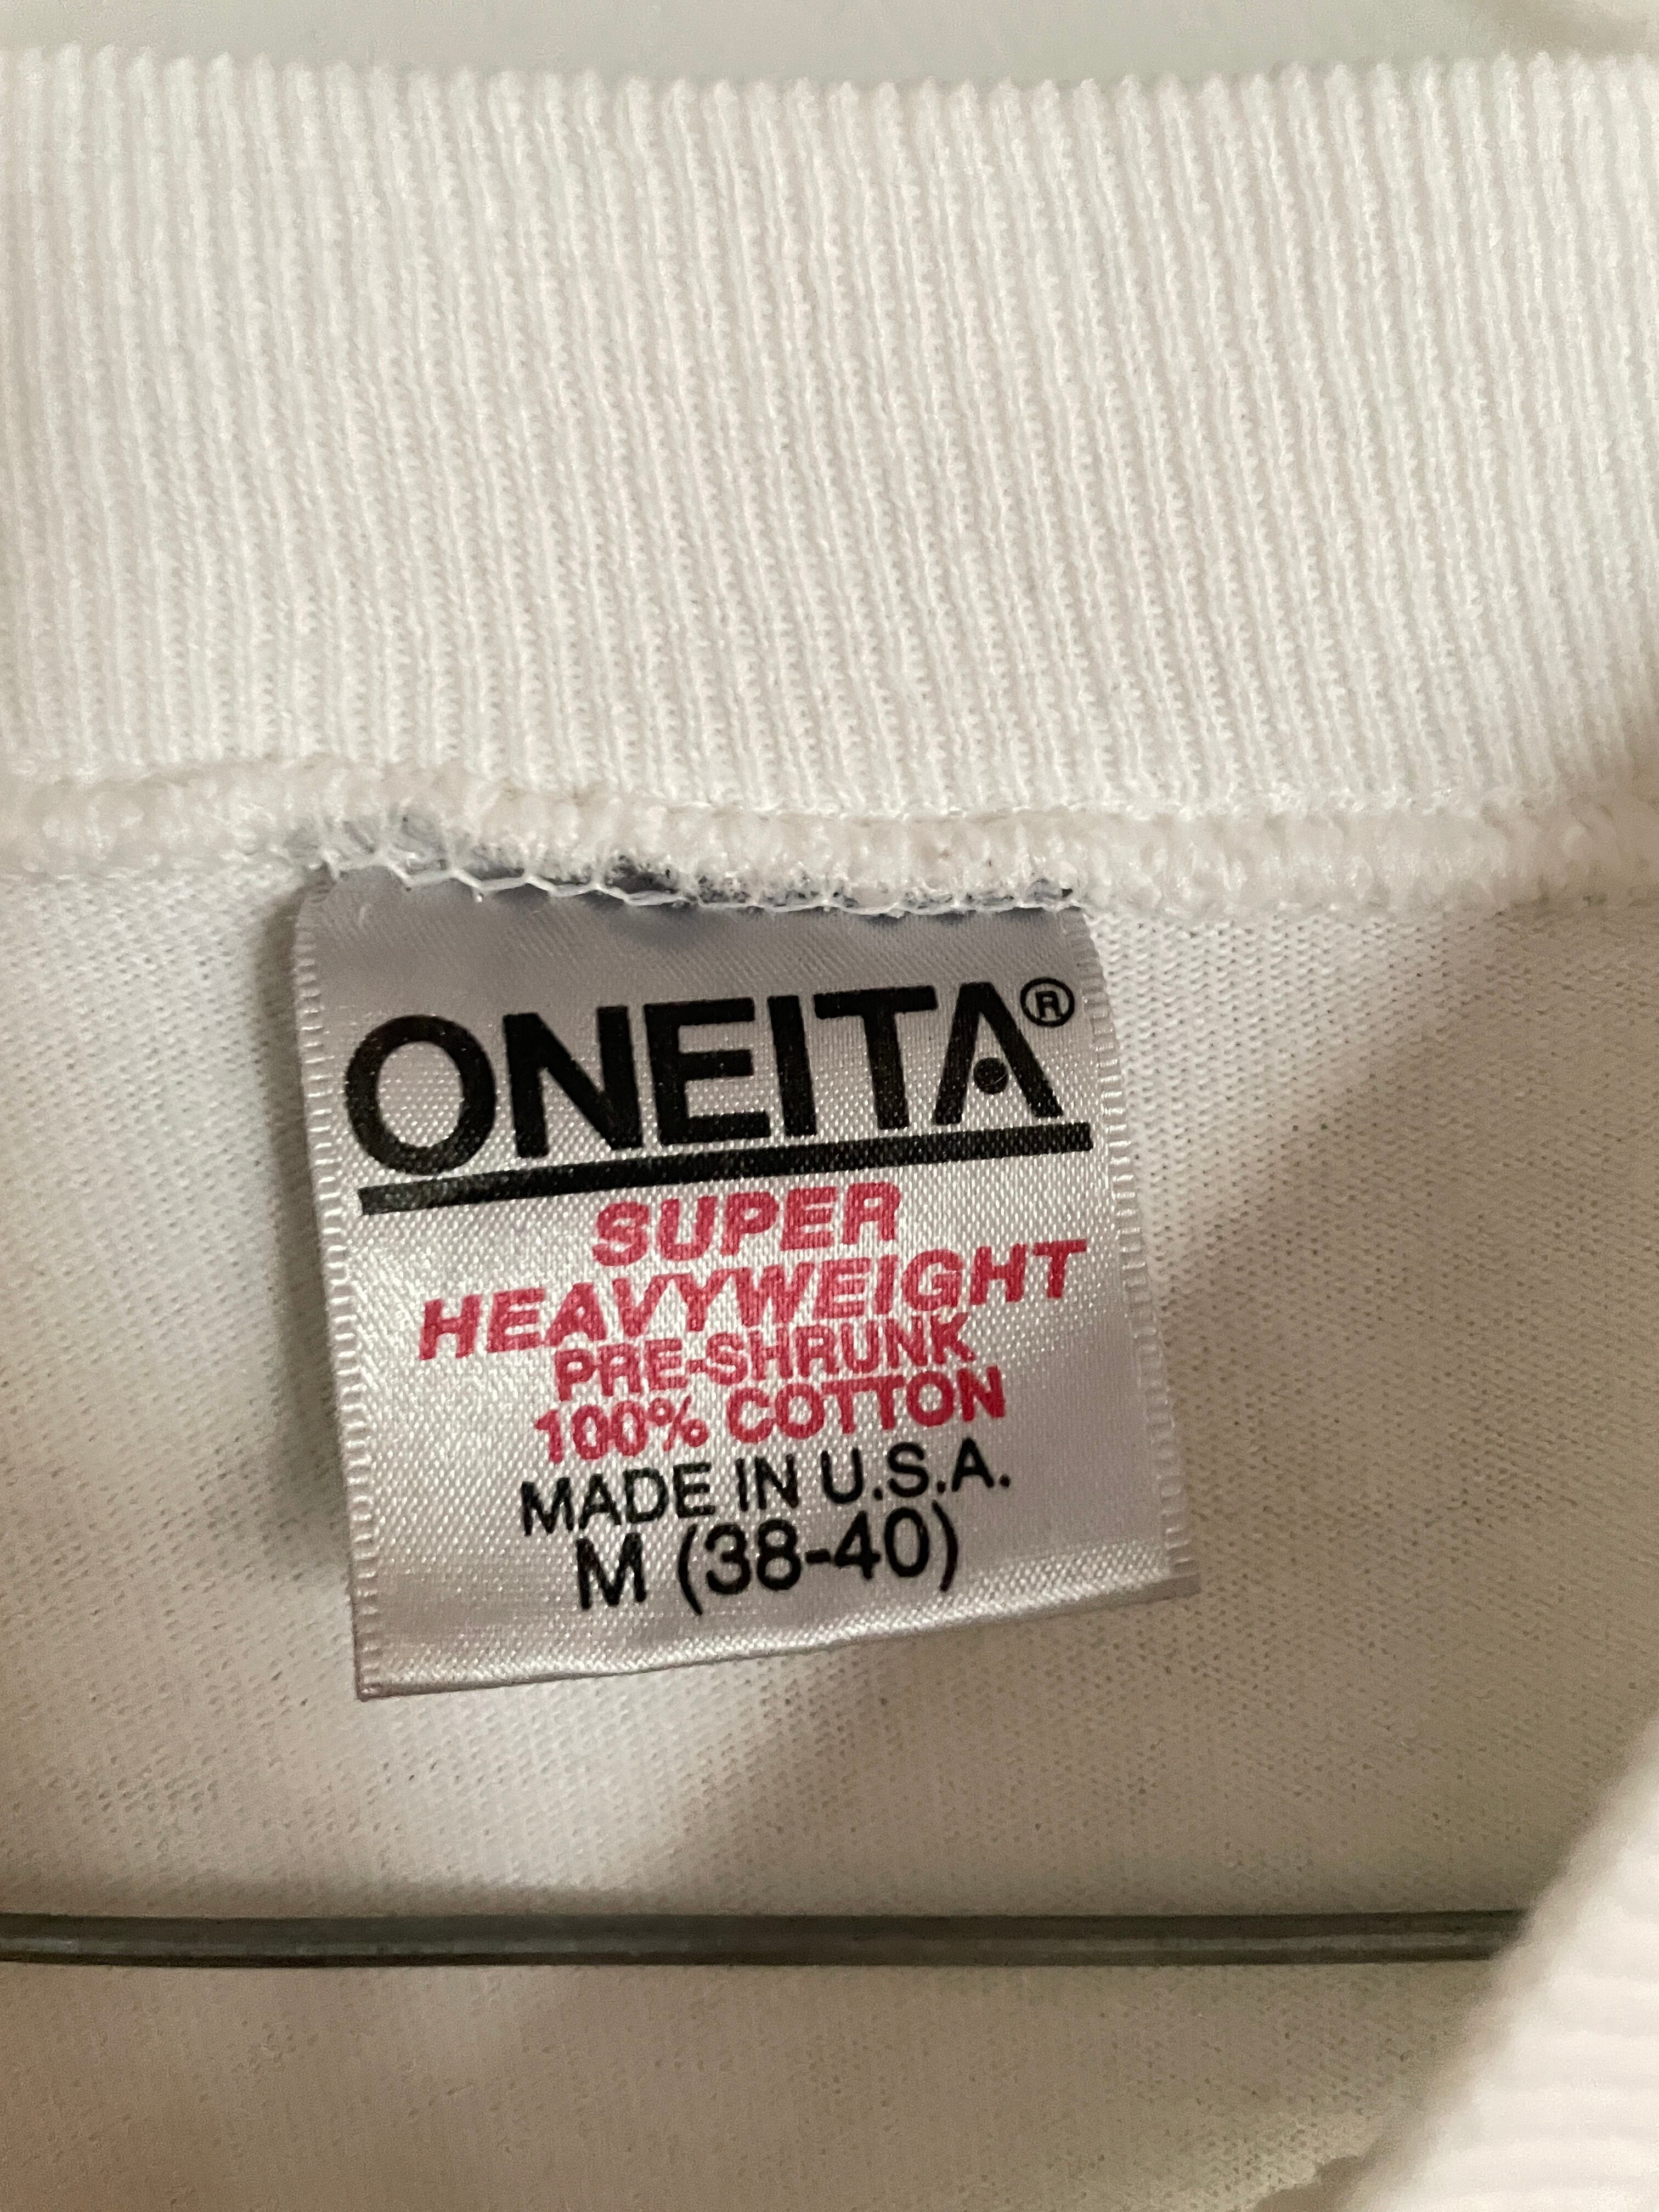 ONEITA®
SUPER
HEAVYWEIGHT
PRE-SHRUNK
100% COTTON
MADE IN U.S.A.
M (38-40)